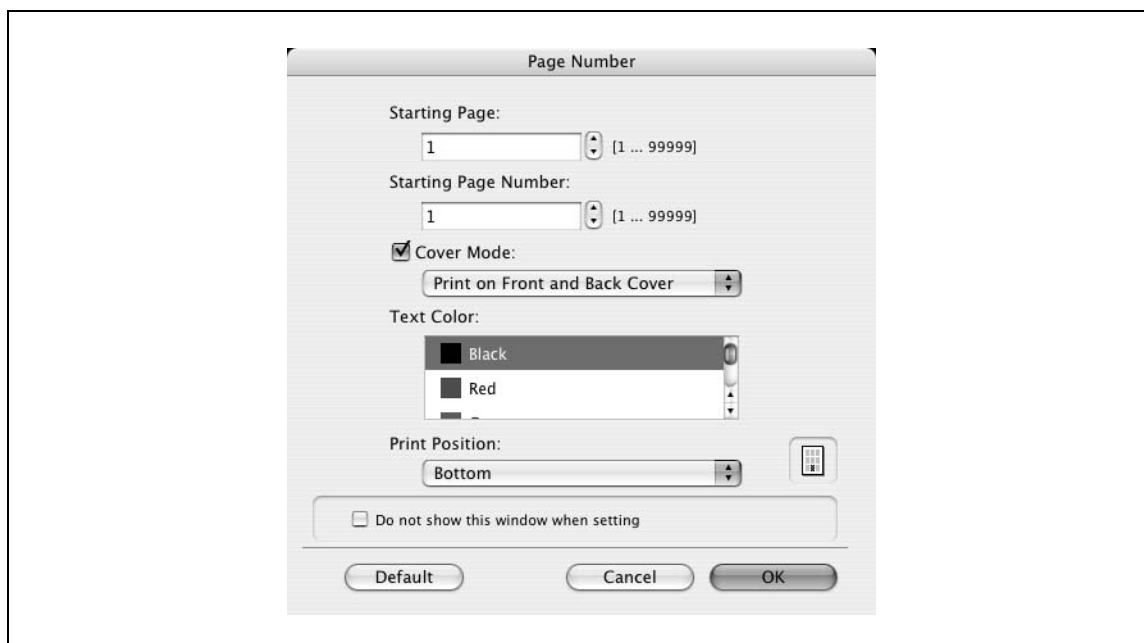 Page Number
Starting Page:
1 [1 ... 99999]
Starting Page Number:
1 [1 ... 99999]
Cover Mode:
Print on Front and Back Cover
Text Color:
Black
Red
Print Position:
Bottom
Do not show this window when setting
Default Cancel OK